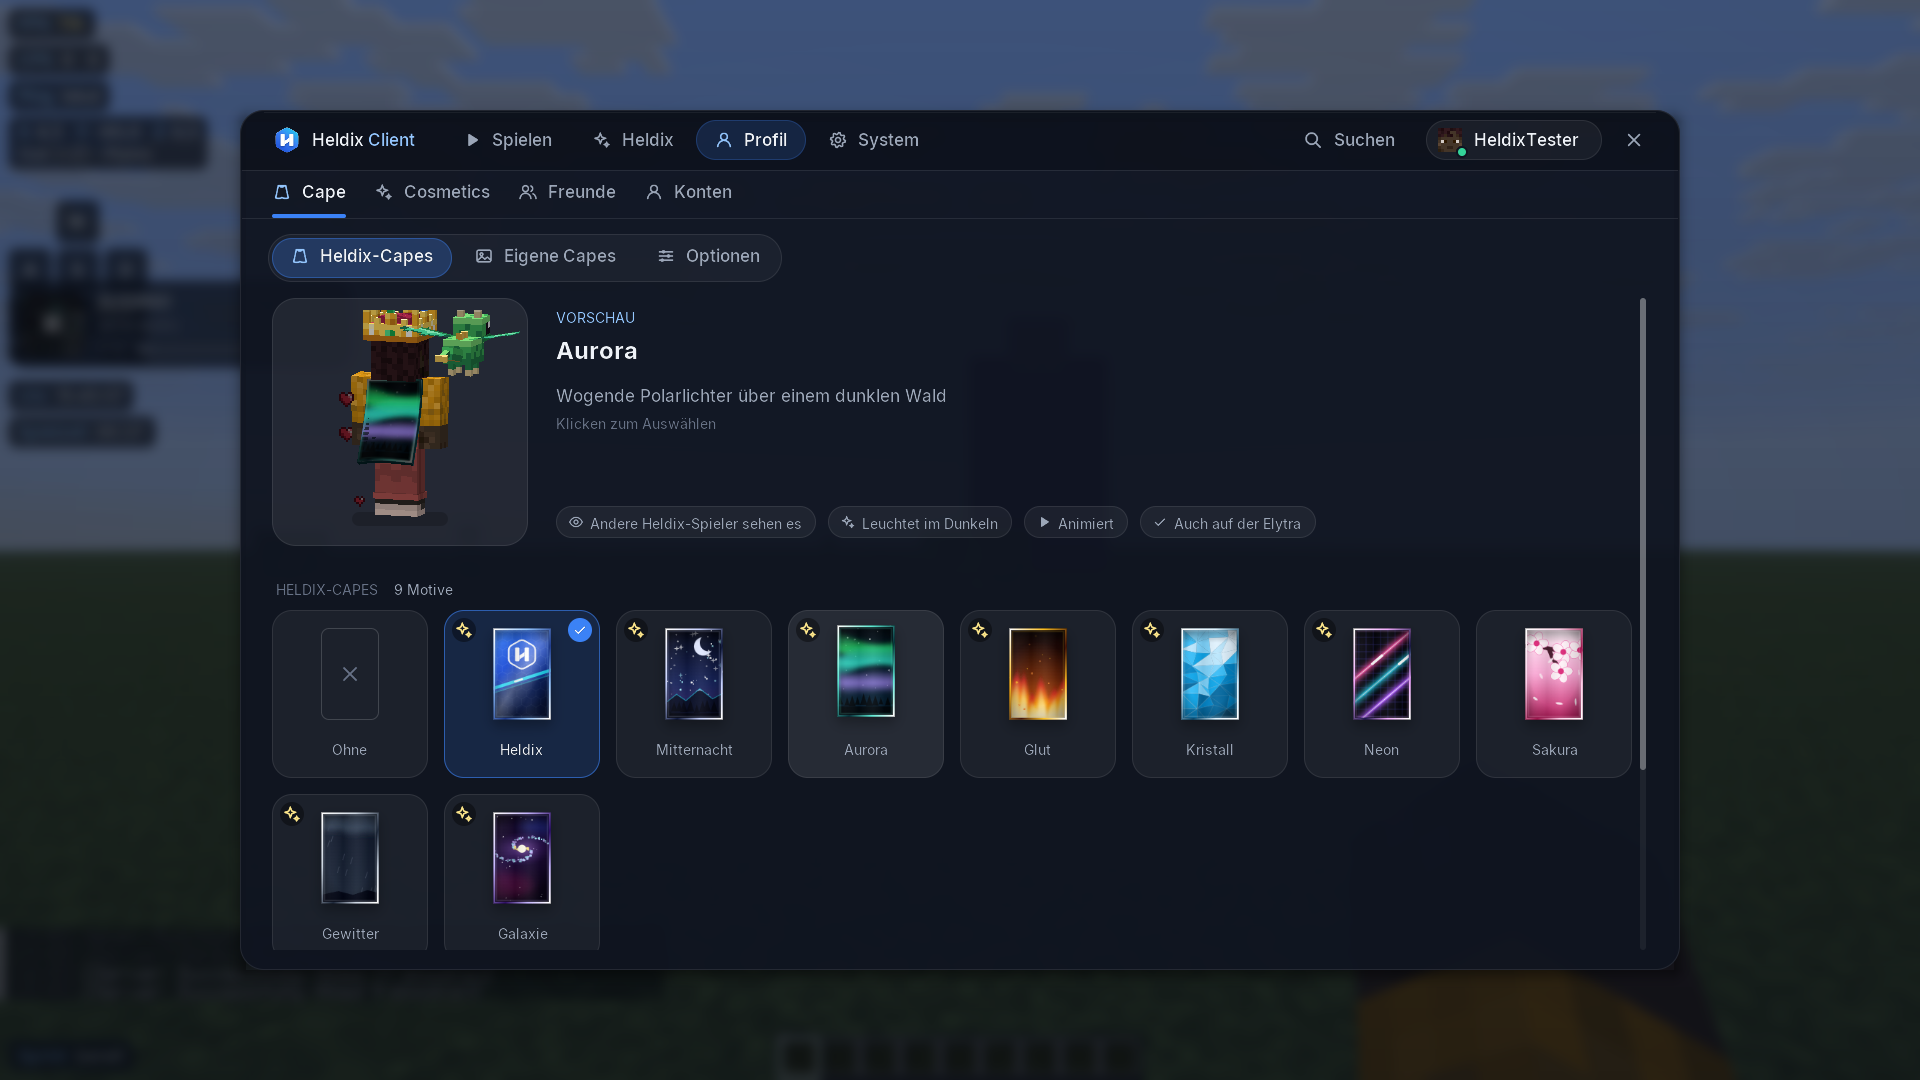 Heldix Client
Spielen
Heldix
Profil
System
Suchen
HeldixTester
Cape
Cosmetics
Freunde
Konten
Heldix-Capes
Eigene Capes
Optionen
VORSCHAU
Aurora
Wogende Polarlichter über einem dunklen Wald
Klicken zum Auswählen
Andere Heldix-Spieler sehen es
Leuchtet im Dunkeln
Animiert
Auch auf der Elytra
HELDIX-CAPES 9 Motive
Ohne
Heldix
Mitternacht
Aurora
Glut
Kristall
Neon
Sakura
Gewitter
Galaxie